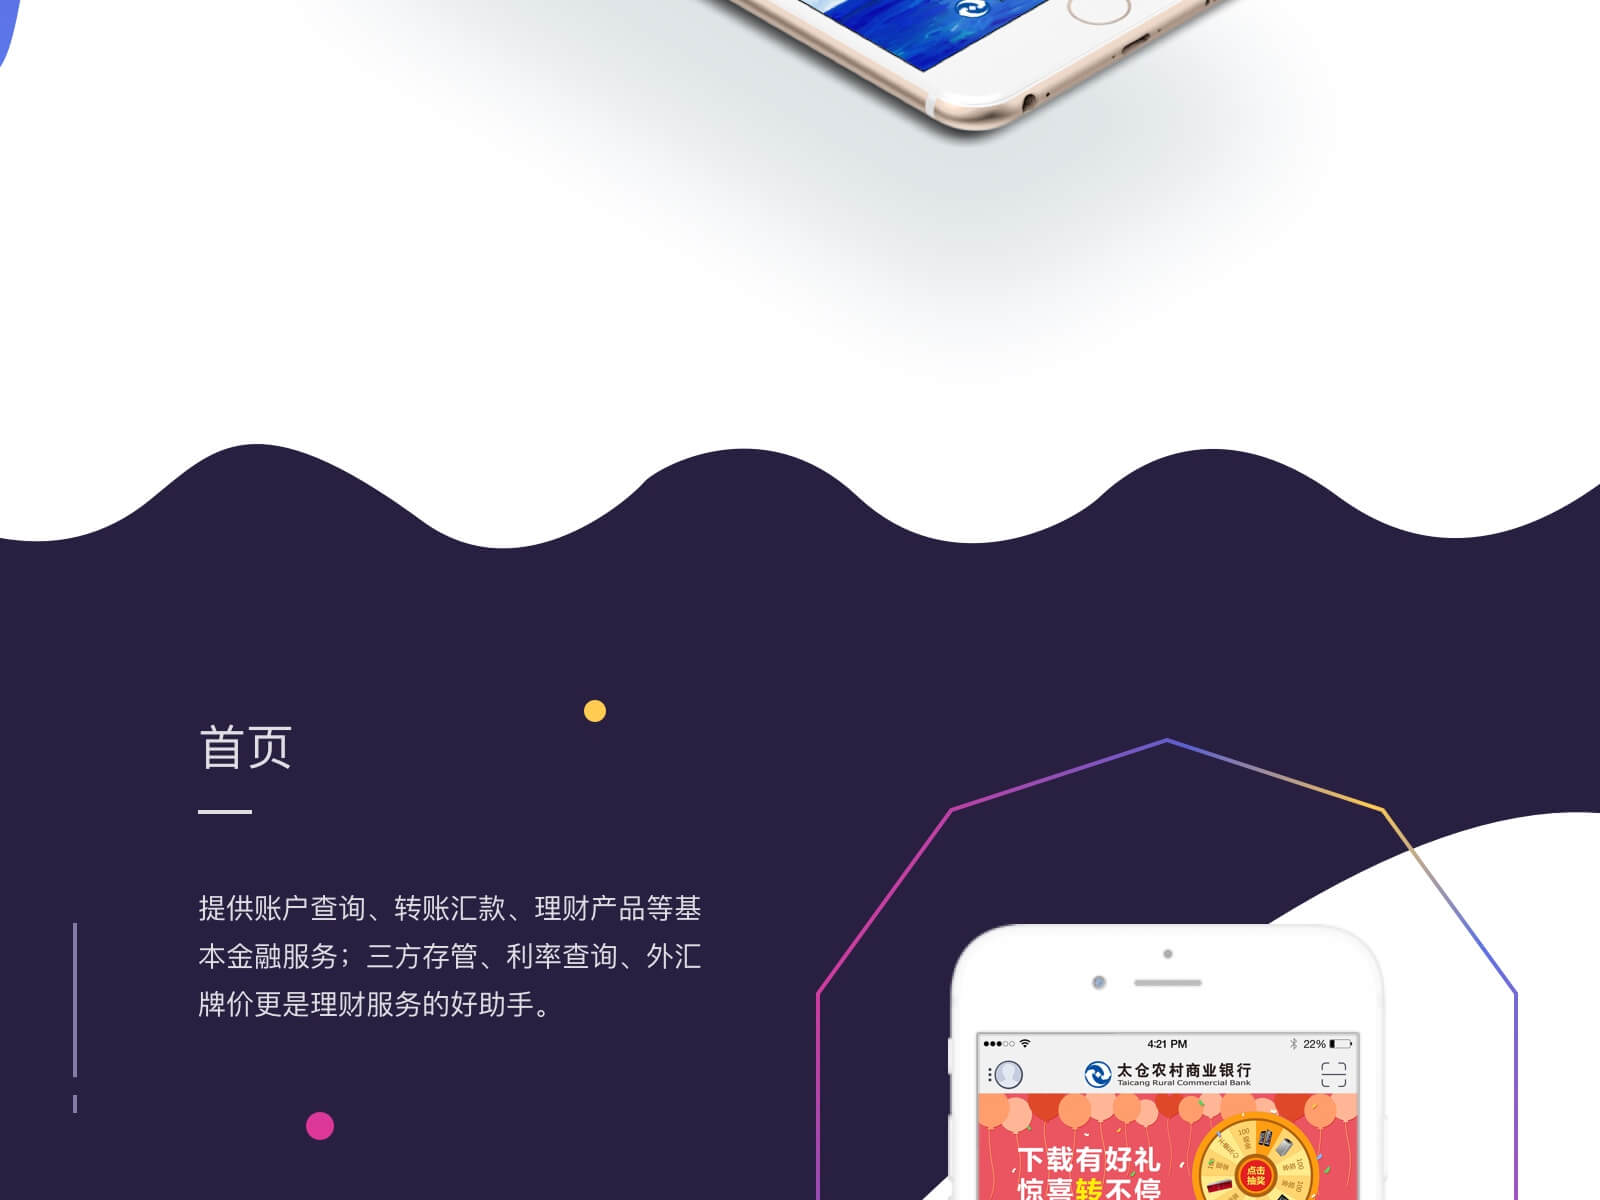 首页
提供账户查询、转账汇款、理财产品等基
本金融服务；三方存管、利率查询、外汇
牌价更是理财服务的好助手。
4:21 PM
22%
太仓农村商业银行
Taicang Rural Commercial Bank
下载有好礼
惊喜转不停
100
100
100
点击
抽奖